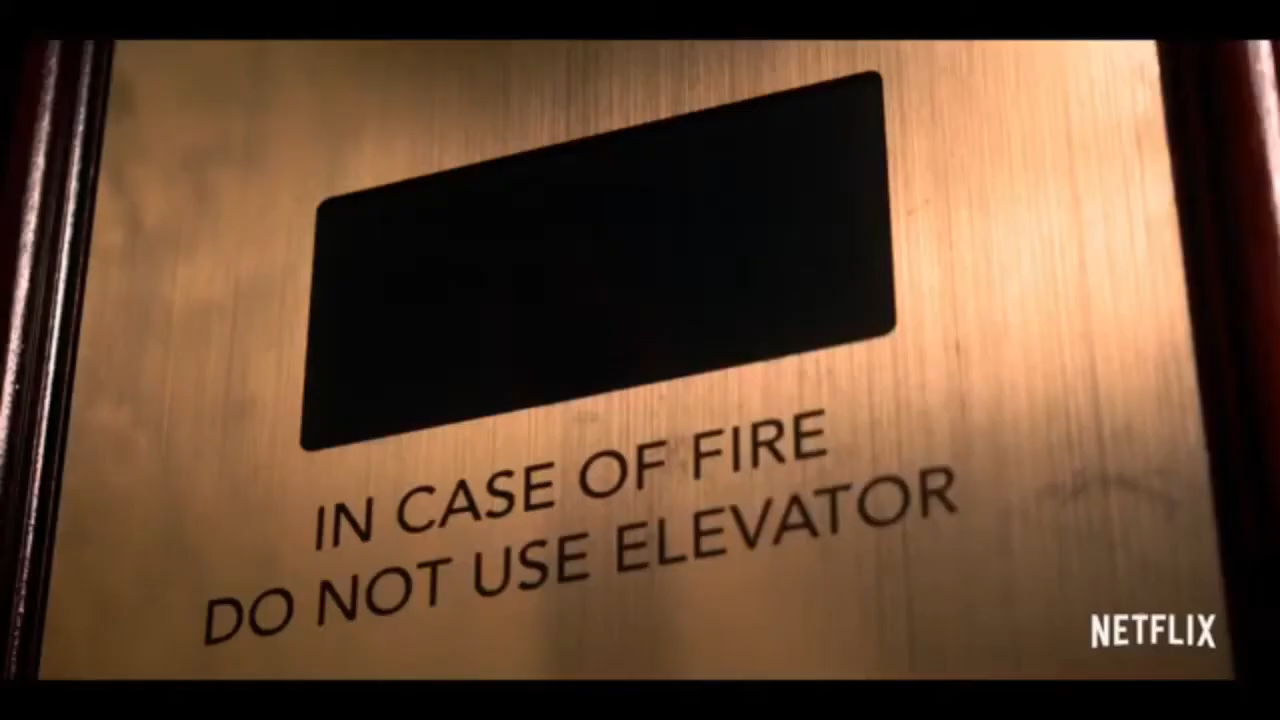 IN CASE OF FIRE
DO NOT USE ELEVATOR
NETFLIX